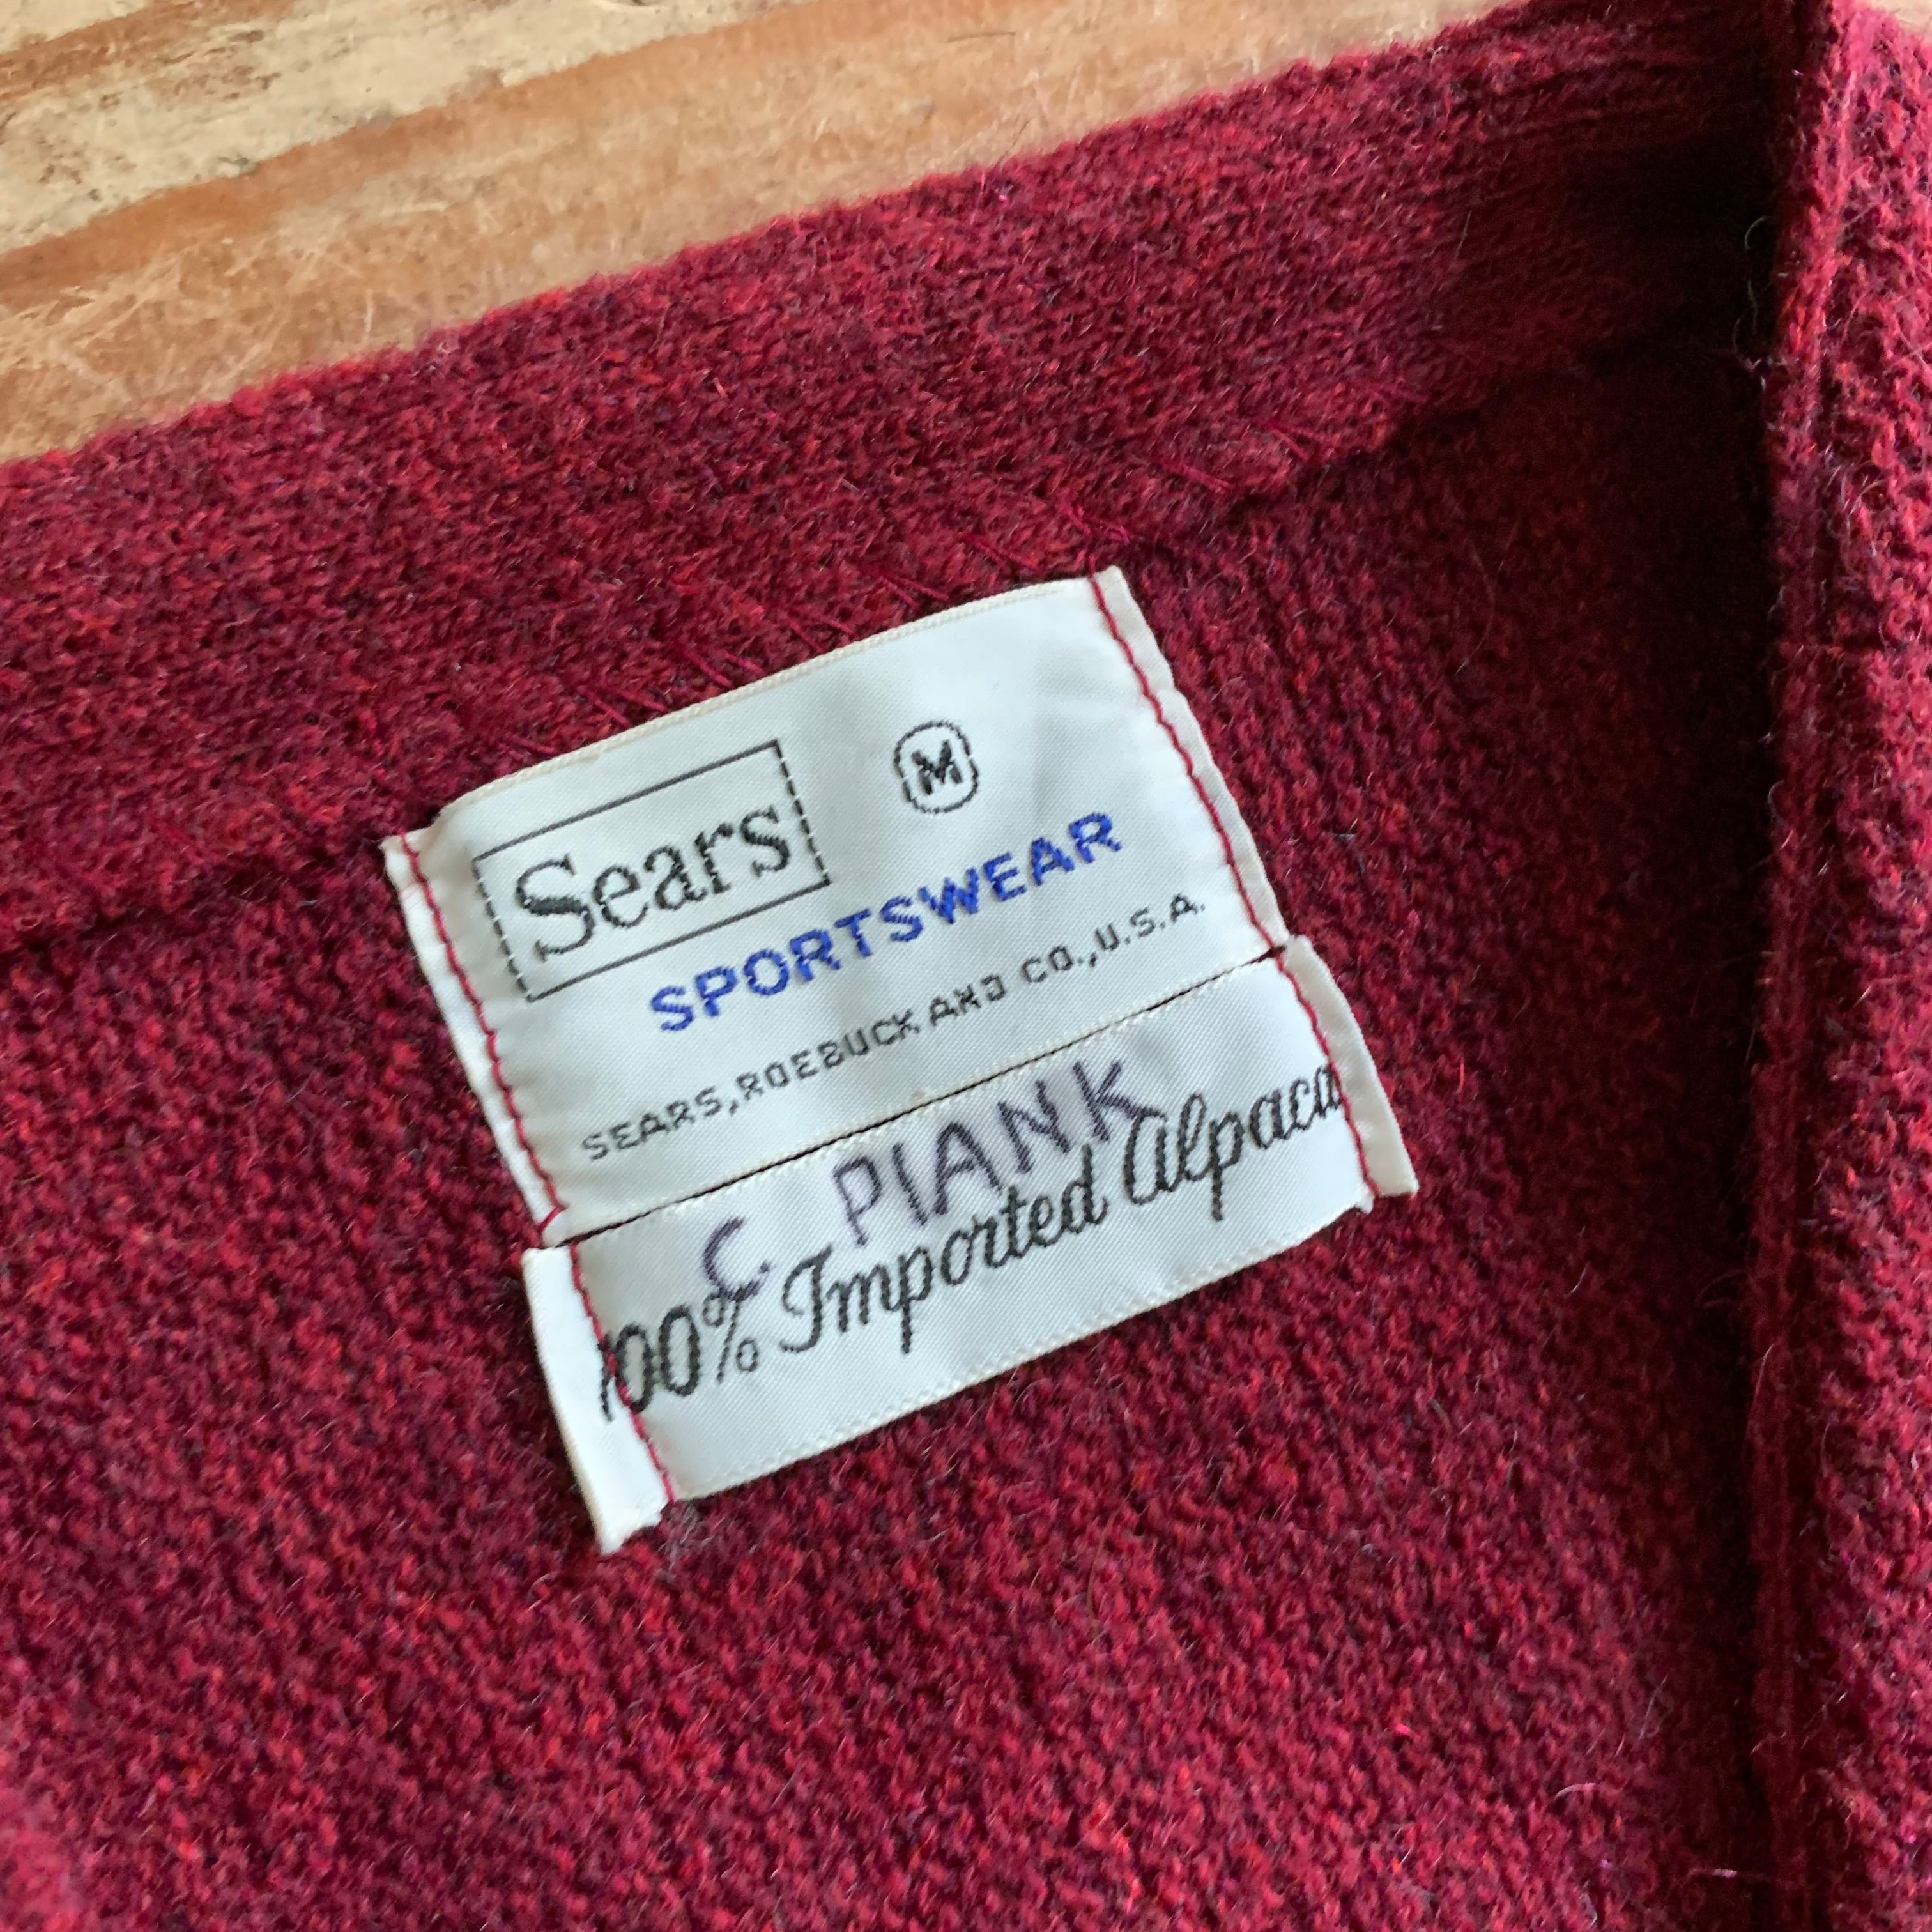 Sears
M
SPORTSWEAR
SEARS, ROEBUCK AND CO., U.S.A.
C. PIANK
100% Imported Alpaca